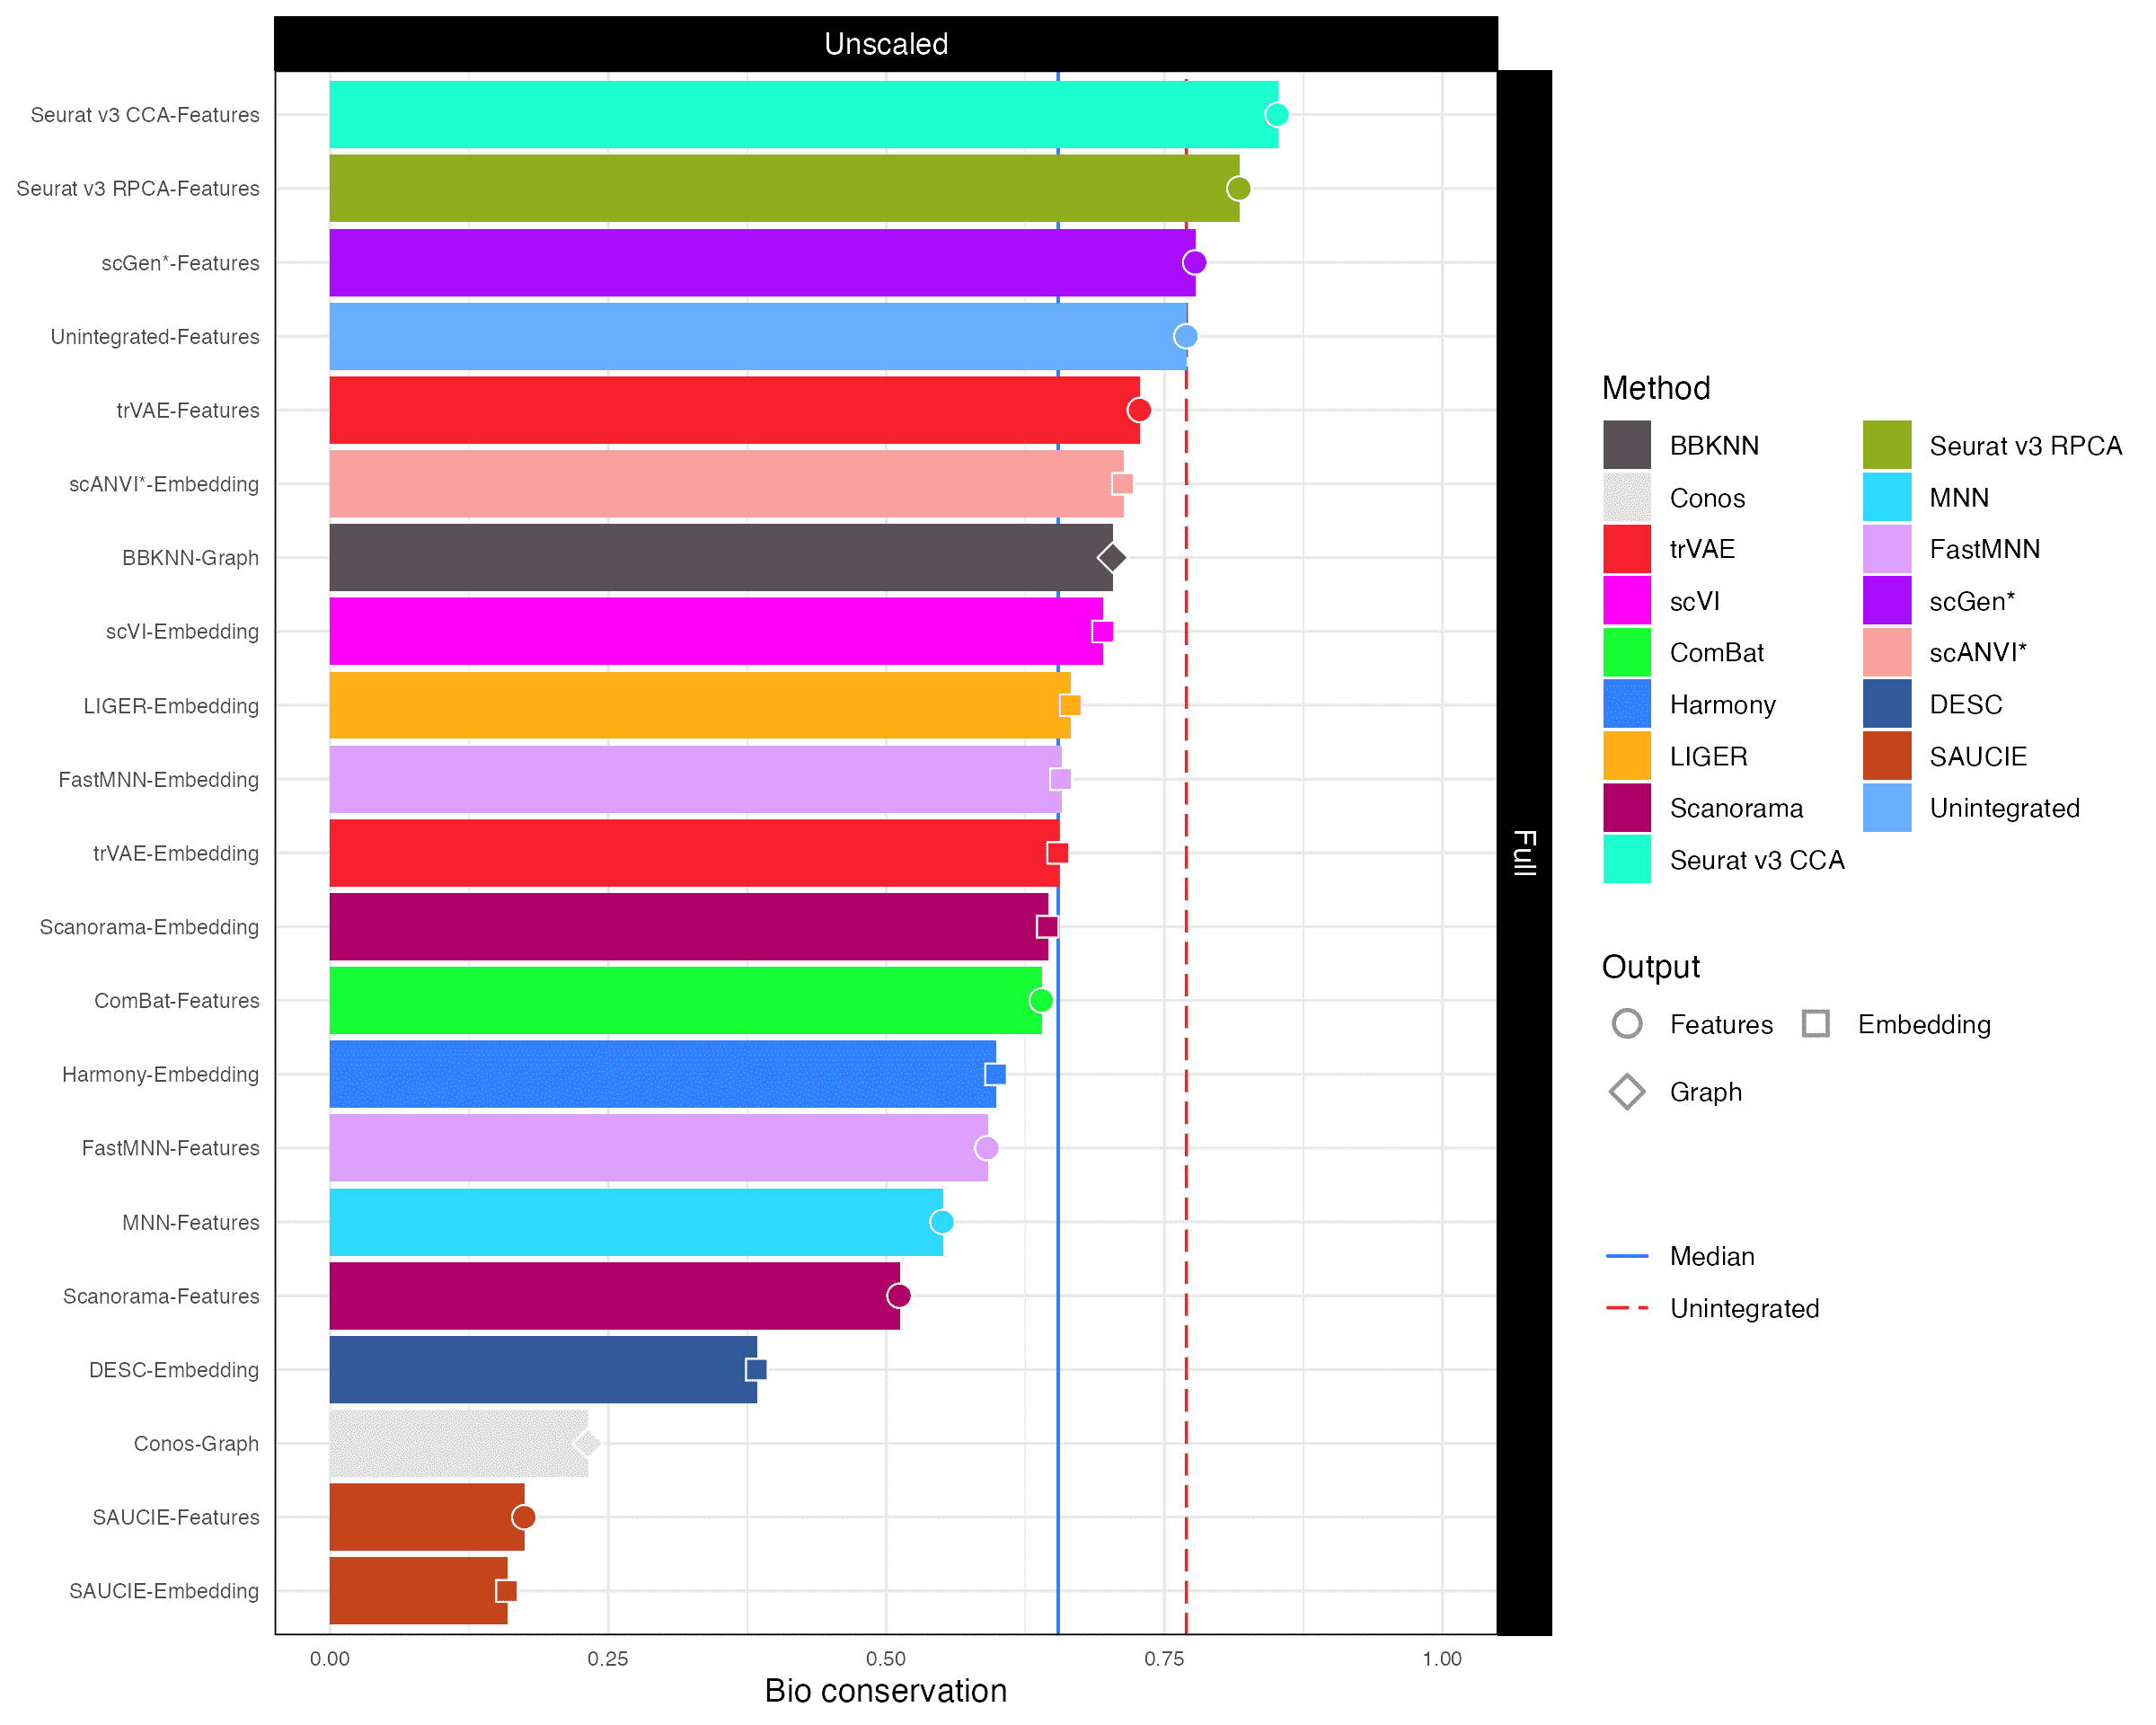 Unscaled
Seurat v3 CCA-Features
Seurat v3 RPCA-Features
scGen*-Features
Unintegrated-Features
trVAE-Features
scANVI*-Embedding
BBKNN-Graph
scVI-Embedding
LIGER-Embedding
FastMNN-Embedding
trVAE-Embedding
Scanorama-Embedding
ComBat-Features
Harmony-Embedding
FastMNN-Features
MNN-Features
Scanorama-Features
DESC-Embedding
Conos-Graph
SAUCIE-Features
SAUCIE-Embedding
0.00 0.25 0.50 0.75 1.00
Bio conservation
Full
Method
BBKNN Seurat v3 RPCA
Conos MNN
trVAE FastMNN
scVI scGen*
ComBat scANVI*
Harmony DESC
LIGER SAUCIE
Scanorama Unintegrated
Seurat v3 CCA
Output
Features Embedding
Graph
Median
Unintegrated